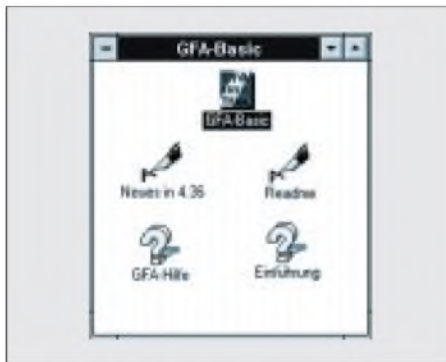 GFA-Basic
GFA-Basic
Neues in 4.36
Readme
GFA-Hilfe
Einführung